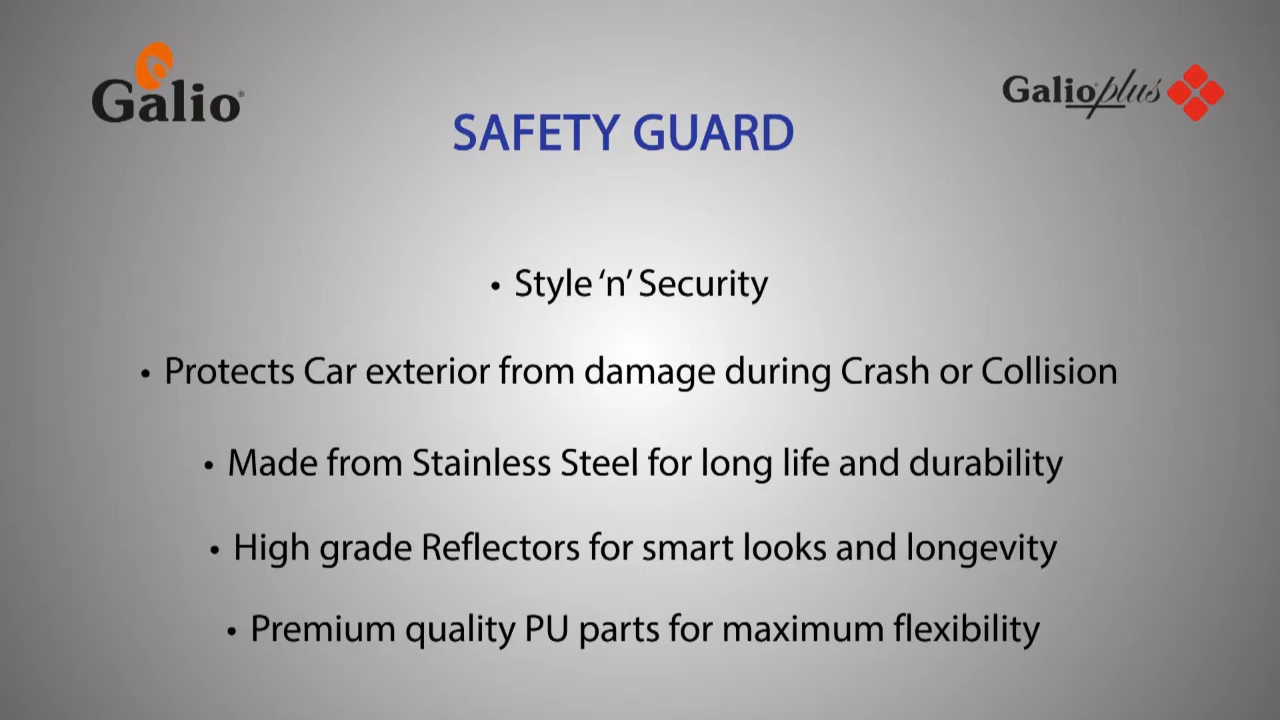 Galio®
Galio plus
SAFETY GUARD
• Style ‘n’ Security
• Protects Car exterior from damage during Crash or Collision
• Made from Stainless Steel for long life and durability
• High grade Reflectors for smart looks and longevity
• Premium quality PU parts for maximum flexibility